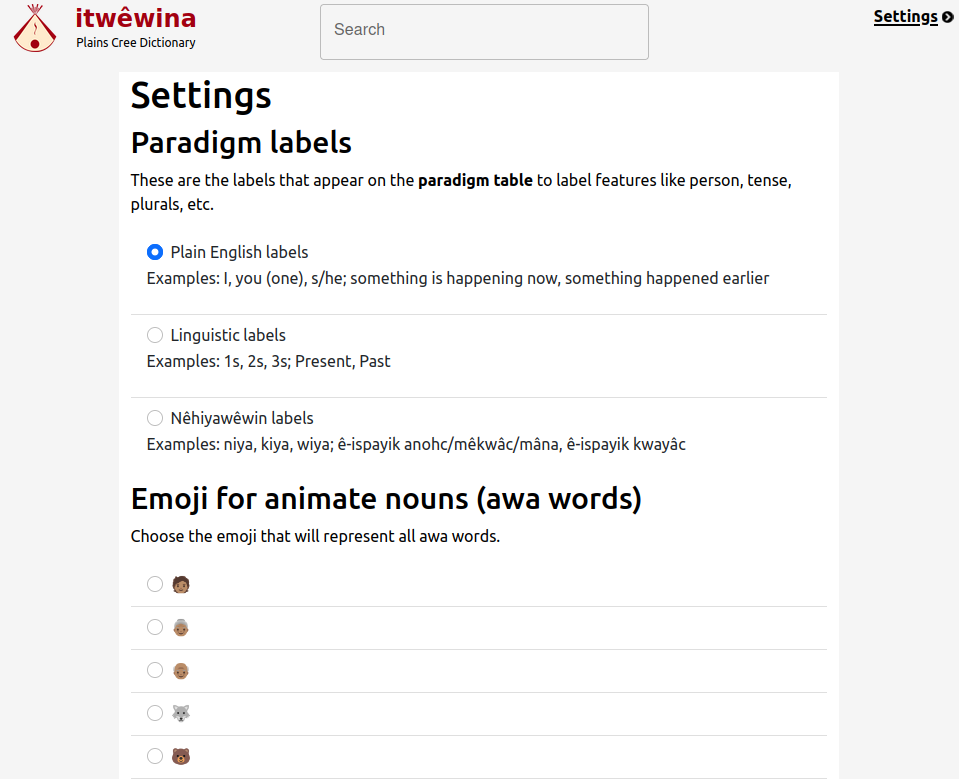 itwêwina
Plains Cree Dictionary
Search
Settings
Settings
Paradigm labels
These are the labels that appear on the paradigm table to label features like person, tense,
plurals, etc.
Plain English labels
Examples: I, you (one), s/he; something is happening now, something happened earlier
Linguistic labels
Examples: 1s, 2s, 3s; Present, Past
Nêhiyawêwin labels
Examples: niya, kiya, wiya; ê-ispayik anohc/mêkwâc/mâna, ê-ispayik kwayâc
Emoji for animate nouns (awa words)
Choose the emoji that will represent all awa words.